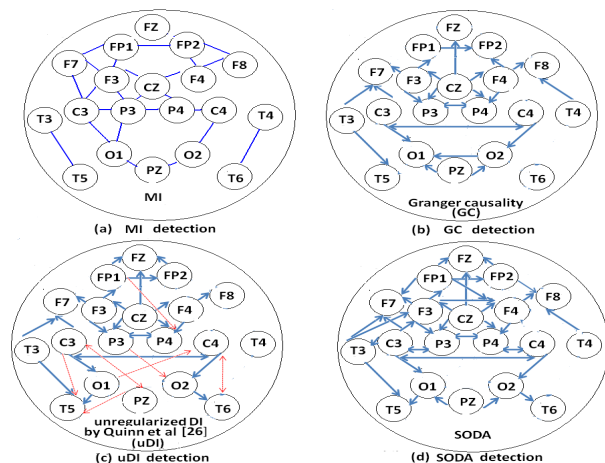 FZ
FP1
FP2
F7
F8
F3
CZ
F4
T3
C3
P3
P4
C4
T4
O1
PZ
O2
T5
T6
MI
(a) MI detection
FZ
FP1
FP2
F7
F3
CZ
F4
F8
T3
C3
P3
P4
C4
T4
O1
PZ
O2
T5
T6
Granger causality
(GC)
(b) GC detection
FZ
FP1
FP2
F7
F3
CZ
F4
F8
T3
C3
P3
P4
C4
T4
O1
PZ
O2
T5
T6
unregularized DI
by Quinn et al [26]
(uDI)
(c) uDI detection
FZ
FP1
FP2
F7
F3
CZ
F4
F8
T3
C3
P3
P4
C4
T4
O1
PZ
O2
T5
T6
SODA
(d) SODA detection